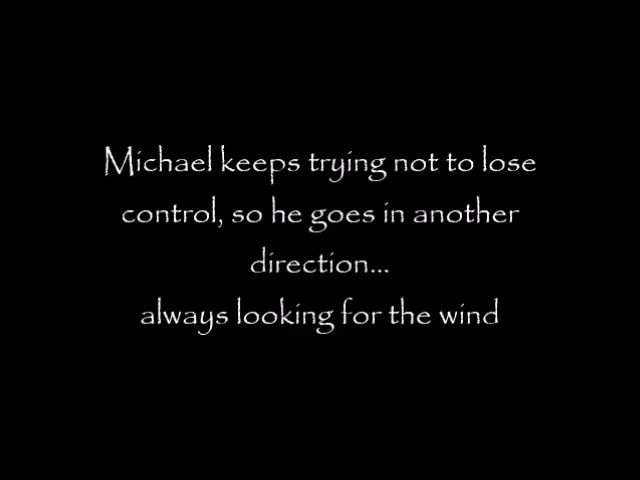 Michael keeps trying not to lose
control, so he goes in another
direction...
always looking for the wind